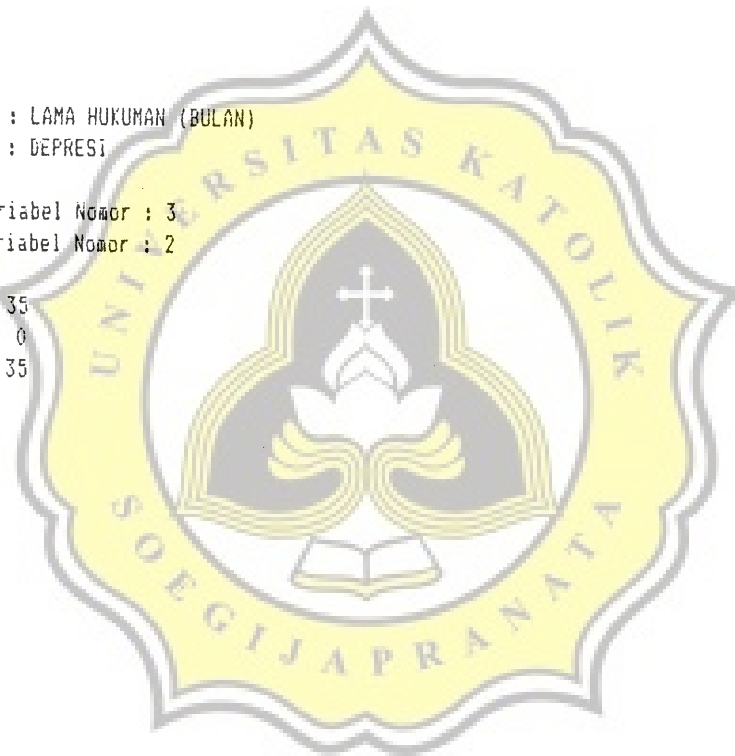 : LAMA HUKUMAN (BULAN)
: DEPRESI
riabel Nomor : 3
riabel Nomor : 2
35
0
35
UNIVERSITAS KATOLIK
SOEGIJAPRANATA